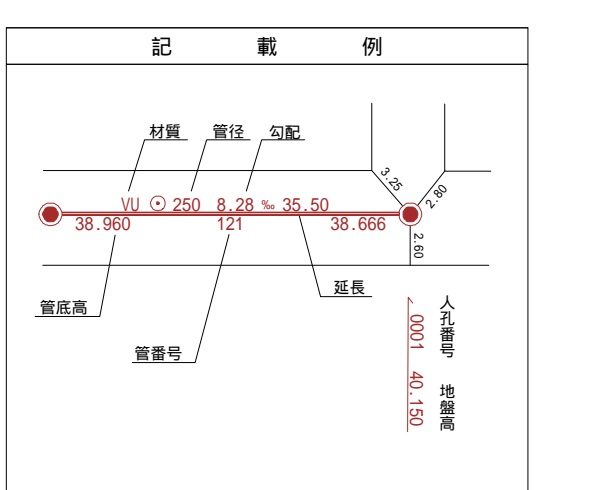 記載例
材質 管径 勾配
3.25
2.80
VU 250 8.28 ‰ 35.50
38.960 121 38.666
2.60
延長
管底高
管番号
人孔番号 地盤高
0001 40.150